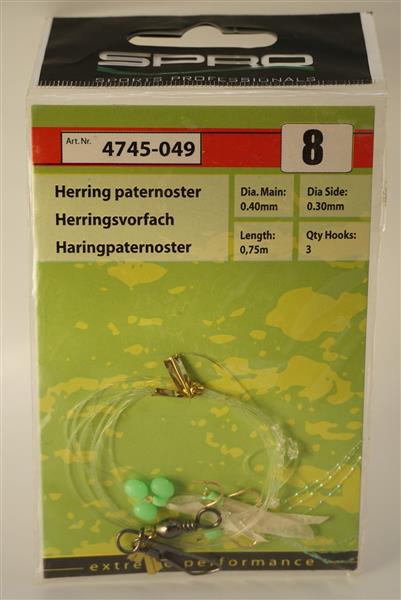 SPRO
SPORTS PROFESSIONALS
Art. Nr. 4745-049
8
Herring paternoster
Herringsvorfach
Haringpaternoster
Dia. Main:
0.40mm
Dia Side:
0.30mm
Length:
0,75m
Qty Hooks:
3
extreme performance